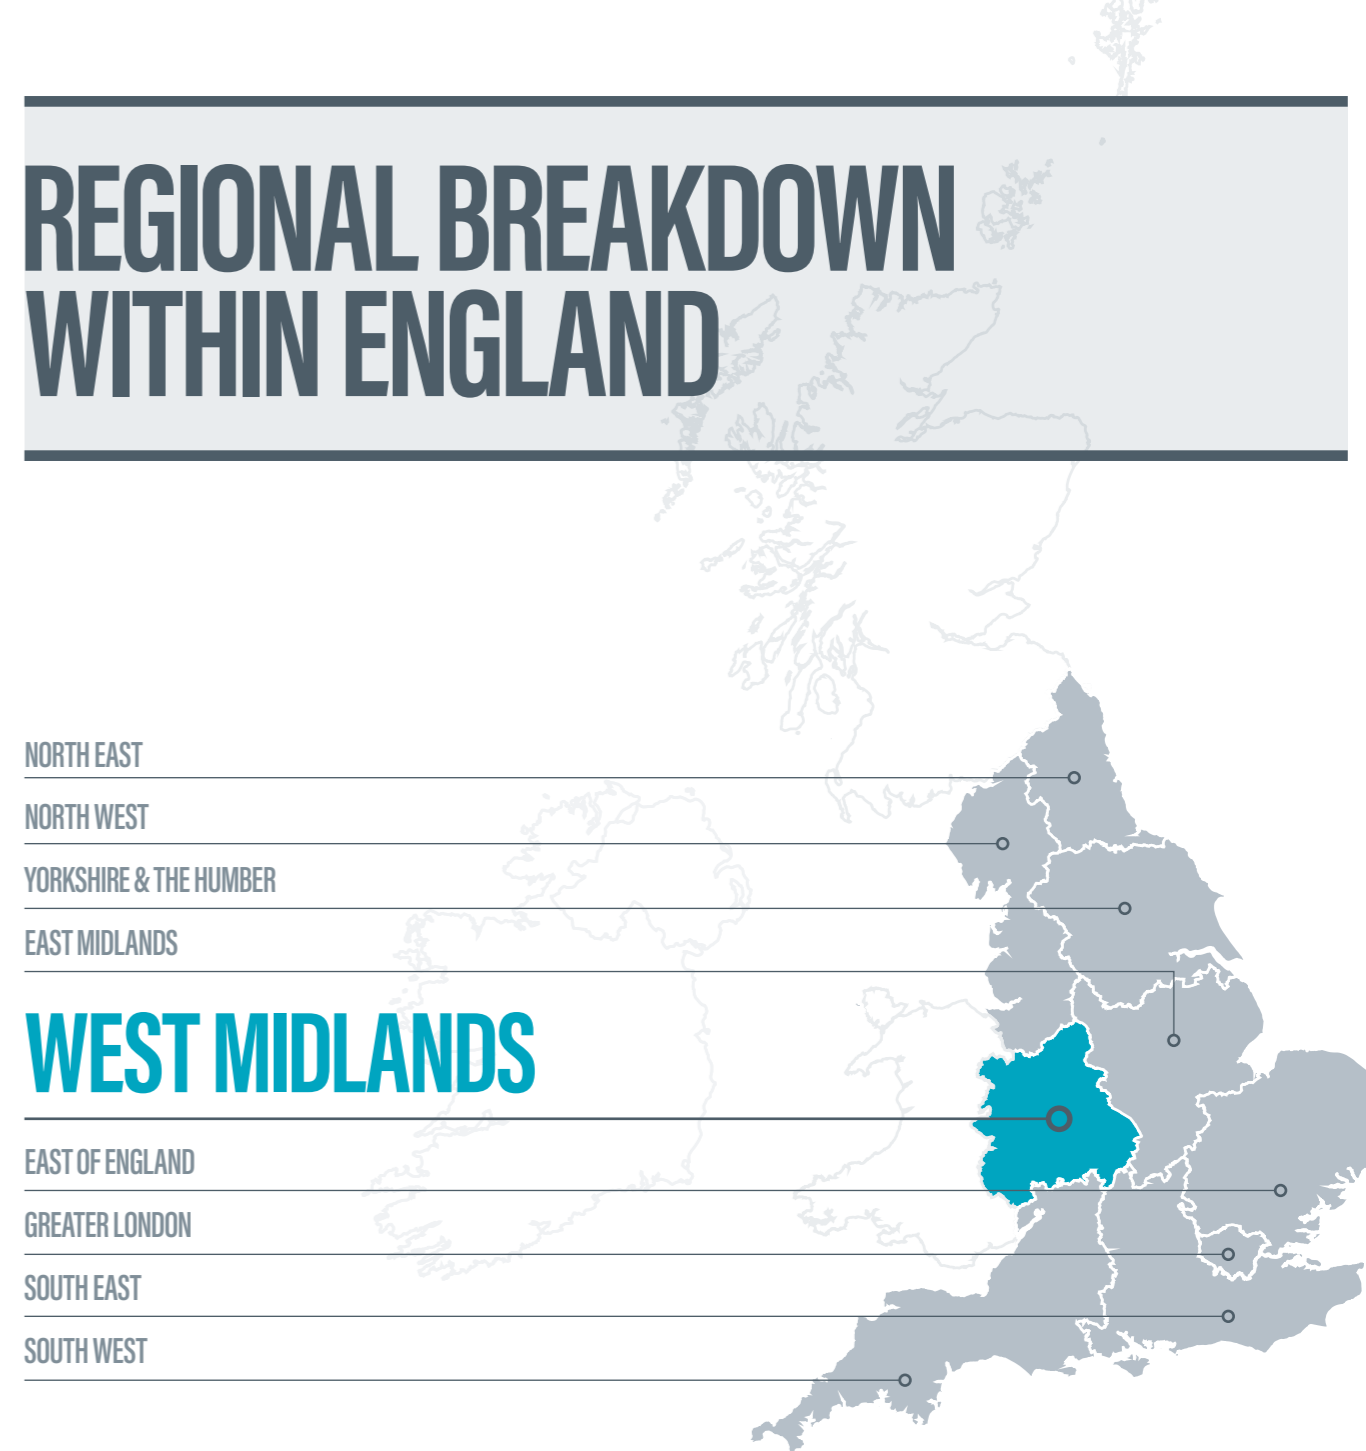 REGIONAL BREAKDOWN
WITHIN ENGLAND
NORTH EAST
NORTH WEST
YORKSHIRE & THE HUMBER
EAST MIDLANDS
WEST MIDLANDS
EAST OF ENGLAND
GREATER LONDON
SOUTH EAST
SOUTH WEST